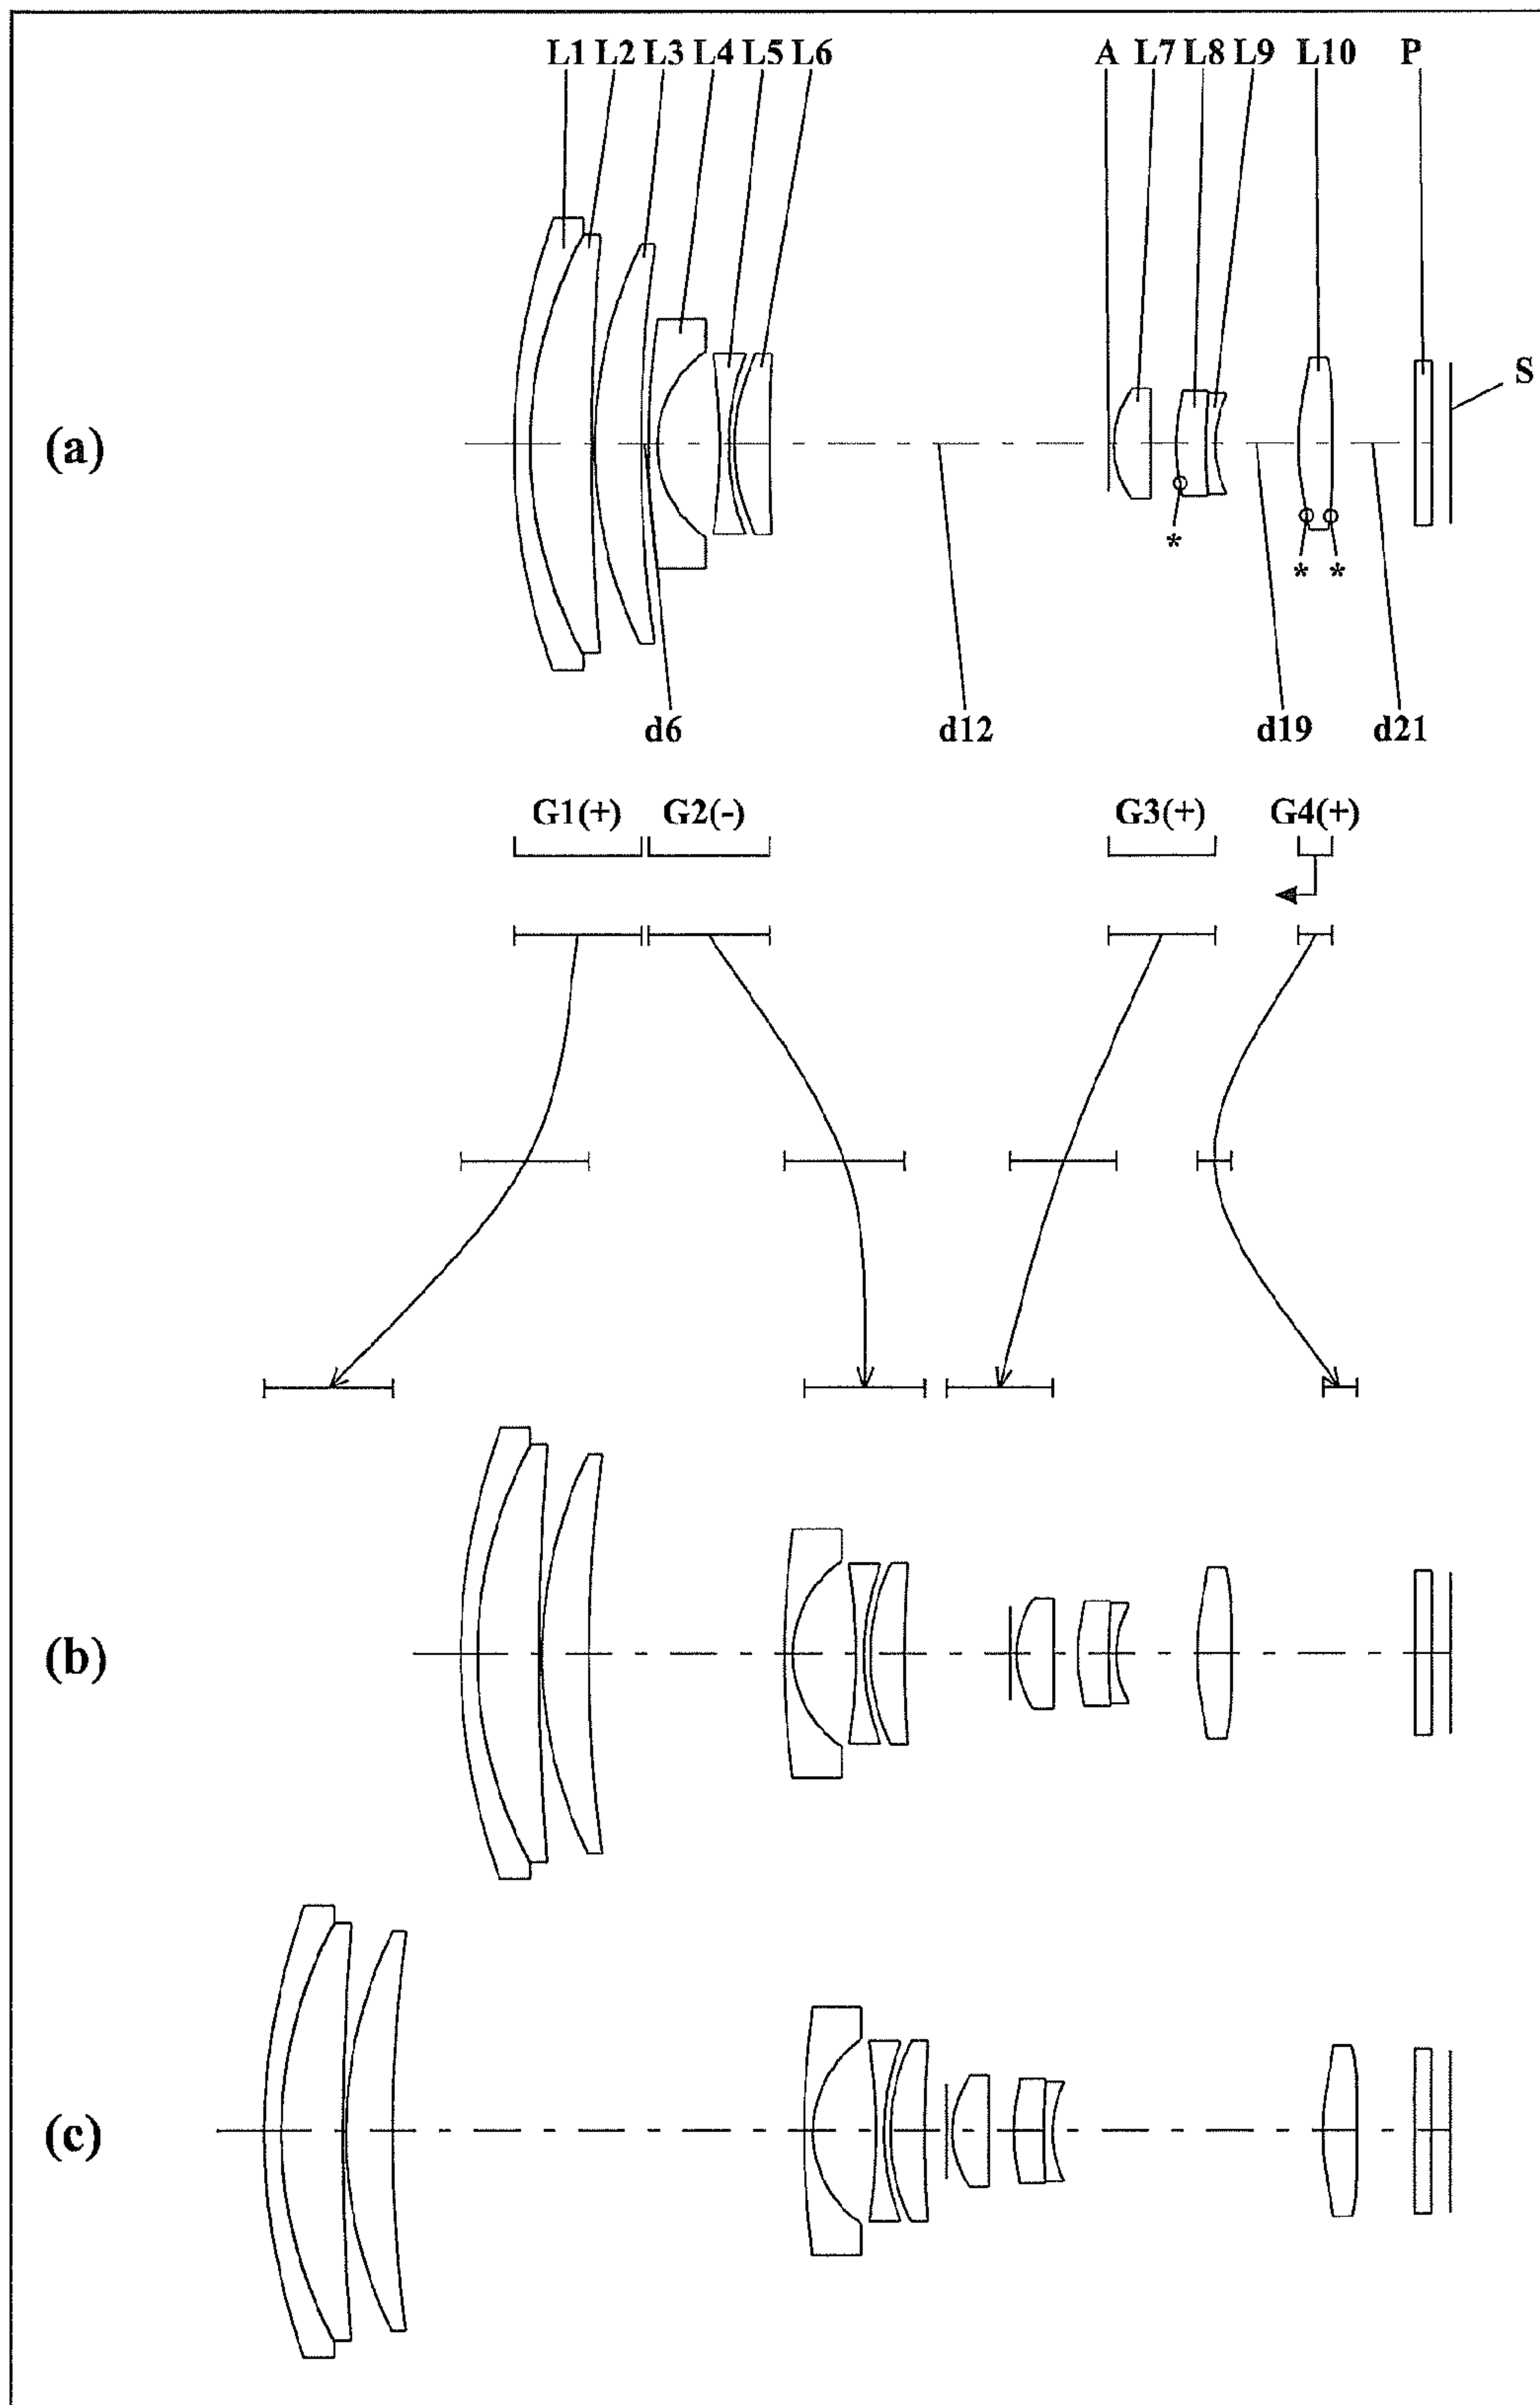 L1 L2 L3 L4 L5 L6 A L7 L8 L9 L10 P
S
(a)
*
* *
d6 d12 d19 d21
G1(+) G2(-) G3(+) G4(+)
(b)
(c)